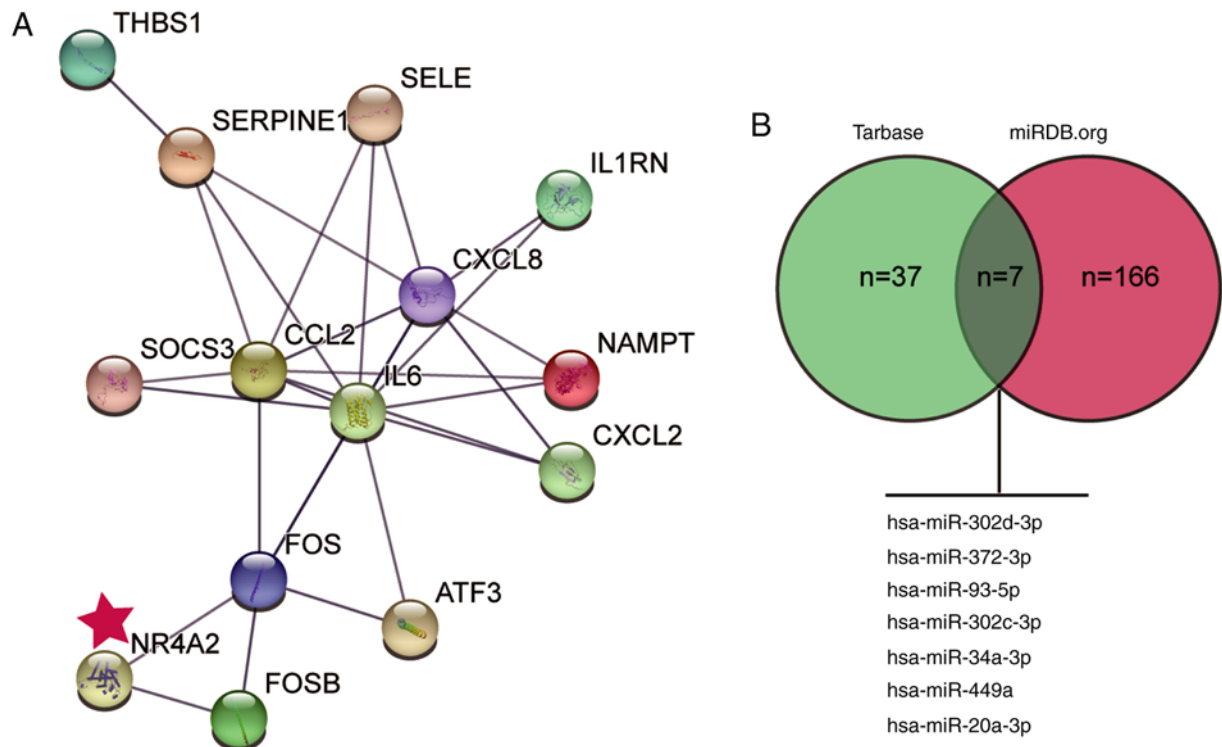 A
THBS1
SELE
SERPINE1
IL1RN
CXCL8
SOCS3
CCL2
NAMPT
IL6
CXCL2
FOS
ATF3
NR4A2
FOSB
B
Tarbase
miRDB.org
n=37
n=7
n=166
hsa-miR-302d-3p
hsa-miR-372-3p
hsa-miR-93-5p
hsa-miR-302c-3p
hsa-miR-34a-3p
hsa-miR-449a
hsa-miR-20a-3p